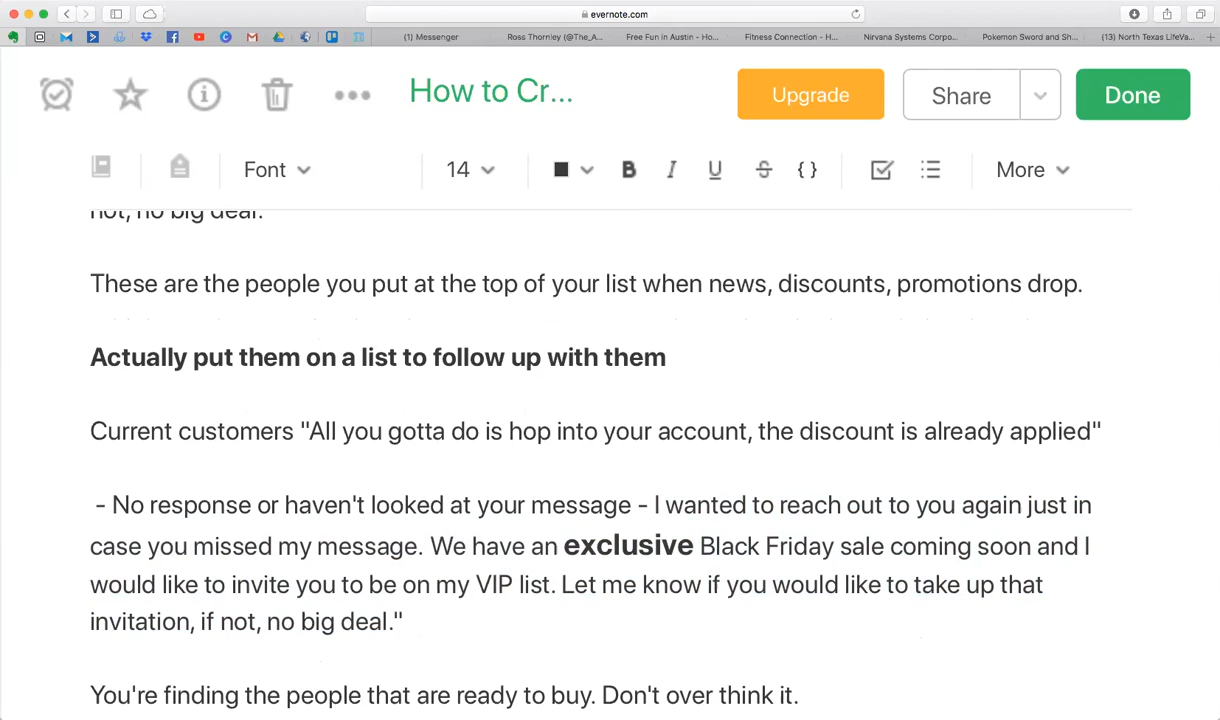 evernote.com
(1) Messenger
Ross Thornley (@The_A...
Free Fun in Austin - Ho...
Fitness Connection - H...
Nirvana Systems Corpo...
Pokemon Sword and Sh...
(13) North Texas LifeVa...
How to Cr...
Upgrade
Share
Done
Font
14
B I U S { }
More
not, no big deal.
These are the people you put at the top of your list when news, discounts, promotions drop.
Actually put them on a list to follow up with them
Current customers "All you gotta do is hop into your account, the discount is already applied"
- No response or haven't looked at your message - I wanted to reach out to you again just in
case you missed my message. We have an exclusive Black Friday sale coming soon and I
would like to invite you to be on my VIP list. Let me know if you would like to take up that
invitation, if not, no big deal."
You're finding the people that are ready to buy. Don't over think it.